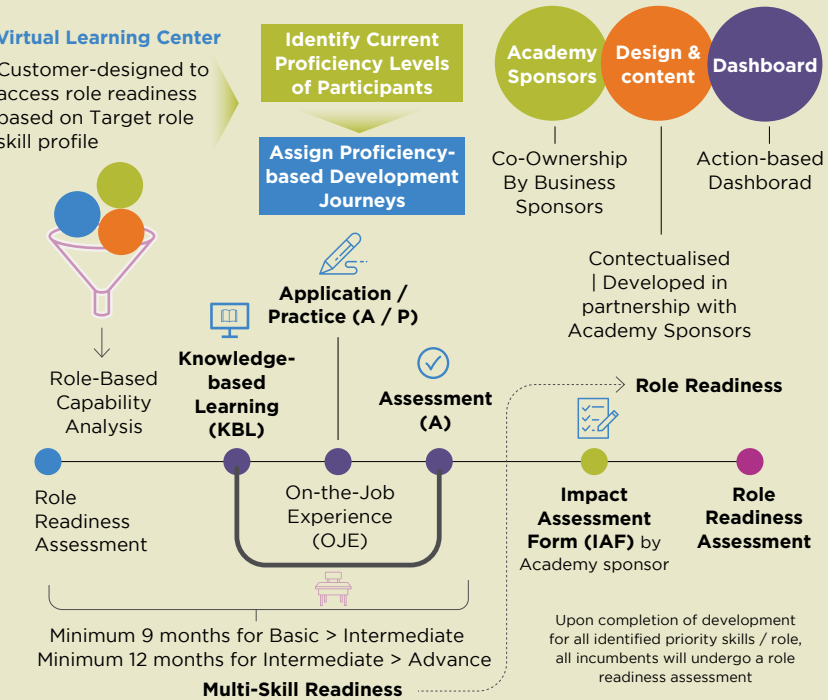 Virtual Learning Center
Customer-designed to
access role readiness
based on Target role
skill profile
Identify Current
Proficiency Levels
of Participants
Assign Proficiency-
based Development
Journeys
Academy
Sponsors
Design &
content
Dashboard
Co-Ownership
By Business
Sponsors
Action-based
Dashborad
Contectualised
| Developed in
partnership with
Academy Sponsors
Role-Based
Capability
Analysis
Knowledge-
based
Learning
(KBL)
Application /
Practice (A / P)
Assessment
(A)
Role Readiness
Role
Readiness
Assessment
On-the-Job
Experience
(OJE)
Impact
Assessment
Form (IAF) by
Academy sponsor
Role
Readiness
Assessment
Minimum 9 months for Basic > Intermediate
Minimum 12 months for Intermediate > Advance
Multi-Skill Readiness
Upon completion of development
for all identified priority skills / role,
all incumbents will undergo a role
readiness assessment